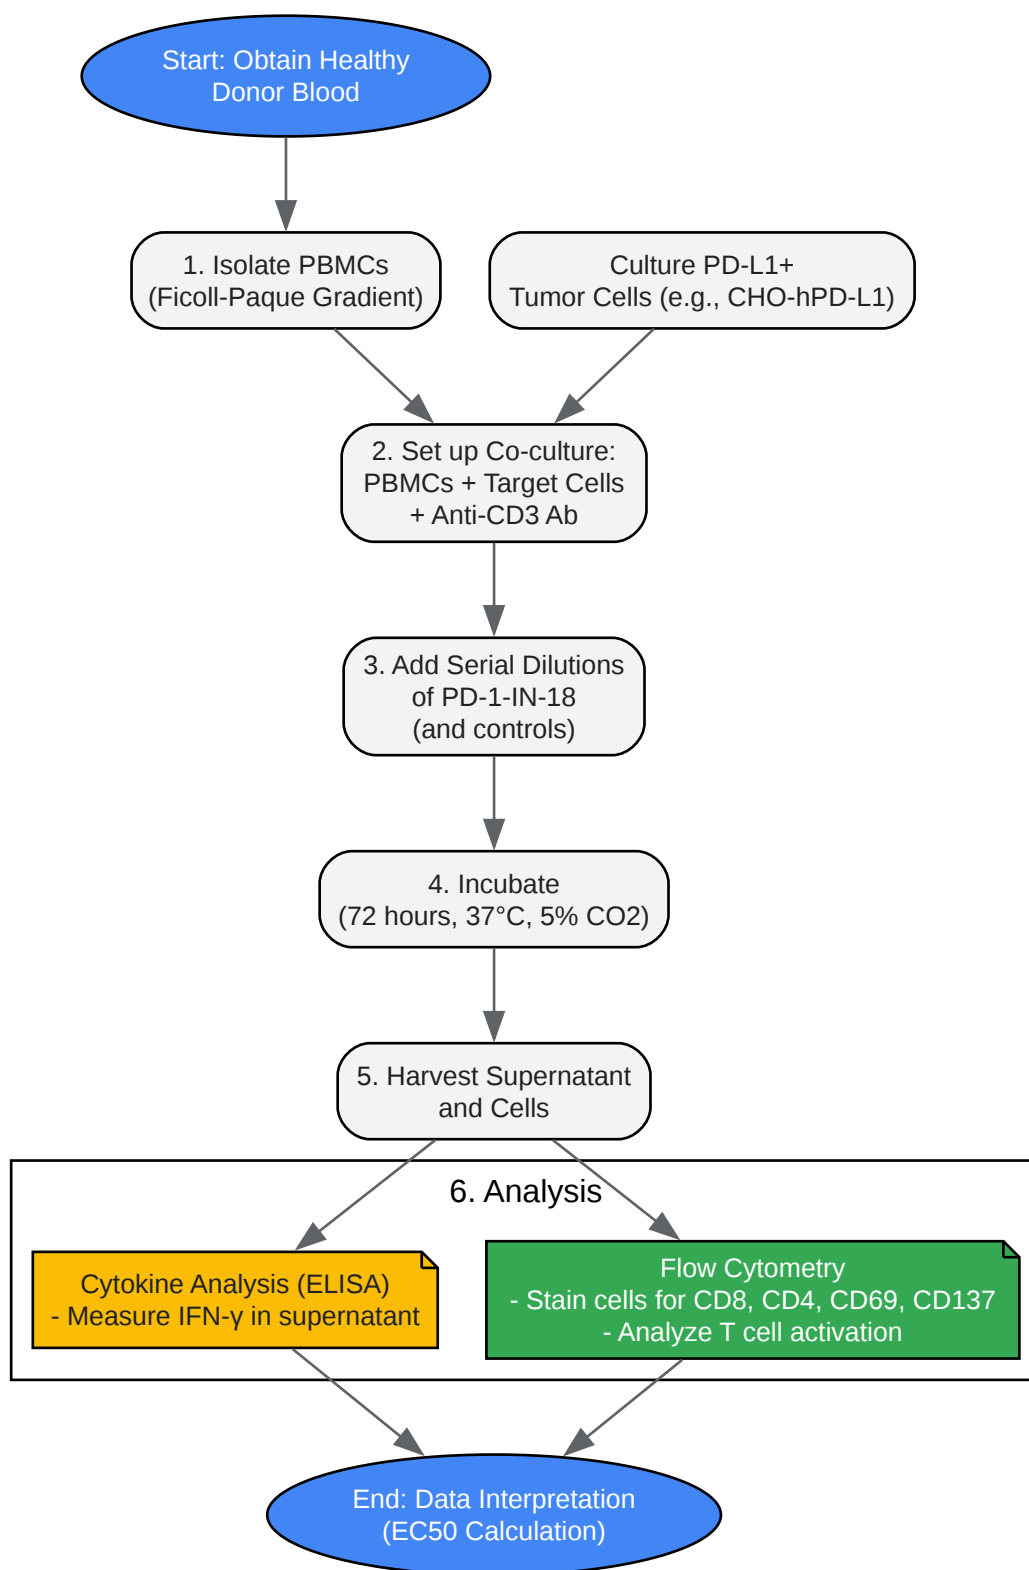 Start: Obtain Healthy
Donor Blood
1. Isolate PBMCs
(Ficoll-Paque Gradient)
Culture PD-L1+
Tumor Cells (e.g., CHO-hPD-L1)
2. Set up Co-culture:
PBMCs + Target Cells
+ Anti-CD3 Ab
3. Add Serial Dilutions
of PD-1-IN-18
(and controls)
4. Incubate
(72 hours, 37°C, 5% CO2)
5. Harvest Supernatant
and Cells
6. Analysis
Cytokine Analysis (ELISA)
- Measure IFN-γ in supernatant
Flow Cytometry
- Stain cells for CD8, CD4, CD69, CD137
- Analyze T cell activation
End: Data Interpretation
(EC50 Calculation)